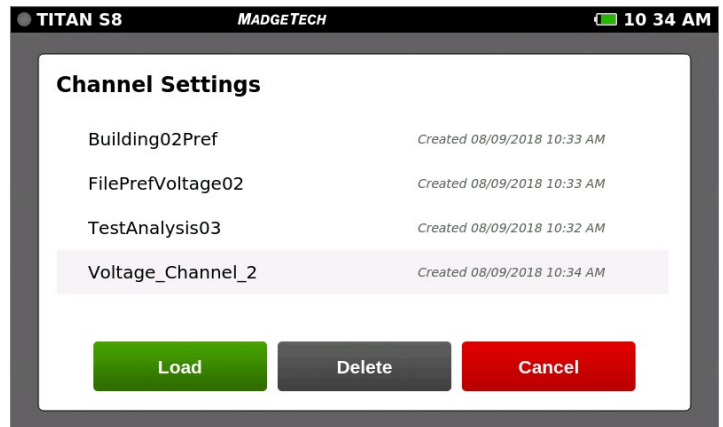 TITAN S8 MADGETECH 10 34 AM
Channel Settings
Building02Pref Created 08/09/2018 10:33 AM
FilePrefVoltage02 Created 08/09/2018 10:33 AM
TestAnalysis03 Created 08/09/2018 10:32 AM
Voltage_Channel_2 Created 08/09/2018 10:34 AM
Load Delete Cancel